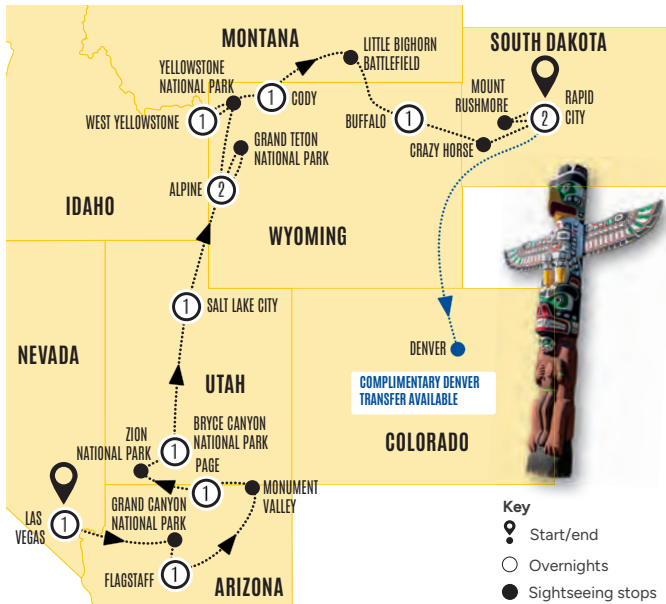 MONTANA
LITTLE BIGHORN
BATTLEFIELD
SOUTH DAKOTA
YELLOWSTONE
NATIONAL PARK
MOUNT
RUSHMORE
RAPID
CITY
2
1
CODY
WEST YELLOWSTONE
1
BUFFALO
1
CRAZY HORSE
GRAND TETON
NATIONAL PARK
ALPINE
2
IDAHO
WYOMING
1
SALT LAKE CITY
NEVADA
DENVER
COMPLIMENTARY DENVER
TRANSFER AVAILABLE
UTAH
COLORADO
ZION
NATIONAL PARK
1
BRYCE CANYON
NATIONAL PARK
PAGE
1
MONUMENT
VALLEY
GRAND CANYON
NATIONAL PARK
LAS
VEGAS
1
FLAGSTAFF
1
ARIZONA
Key
Start/end
Overnights
Sightseeing stops